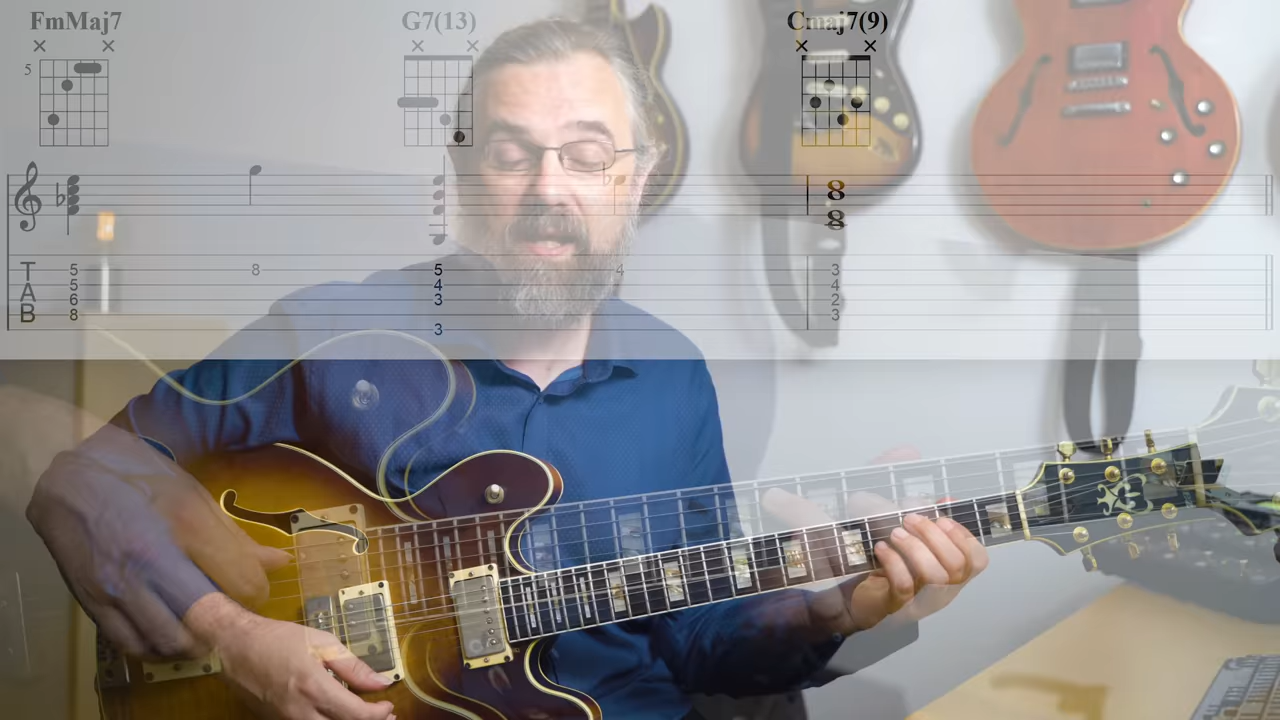 FmMaj7 G7(13) Cmaj7(9)
× × × × × ×
5
T 5 8 5 4 3
A 5 4 4
B 6 3 2
8 3 3